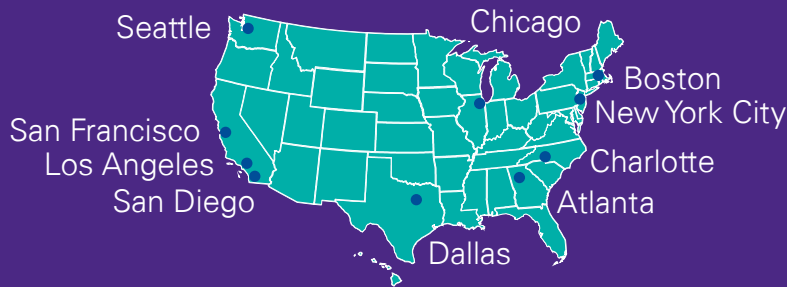 Seattle
Chicago
Boston
New York City
San Francisco
Los Angeles
San Diego
Charlotte
Atlanta
Dallas